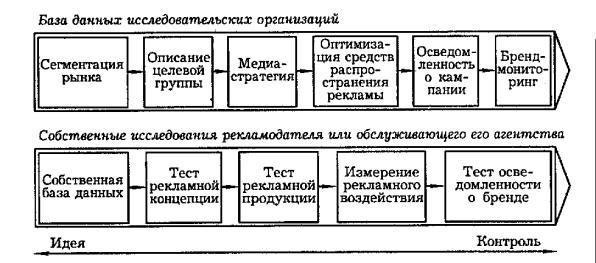 База данных исследовательских организаций
Сегментация
рынка
Описание
целевой
группы
Медиа-
стратегия
Оптимиза-
ция средств
распро-
странения
рекламы
Осведом-
ленность
о кам-
пании
Бренд-
монито-
ринг
Собственные исследования рекламодателя или обслуживающего его агентства
Собственная
база данных
Тест
рекламной
концепции
Тест
рекламной
продукции
Измерение
рекламного
воздействия
Тест осве-
домленности
о бренде
Идея
Контроль